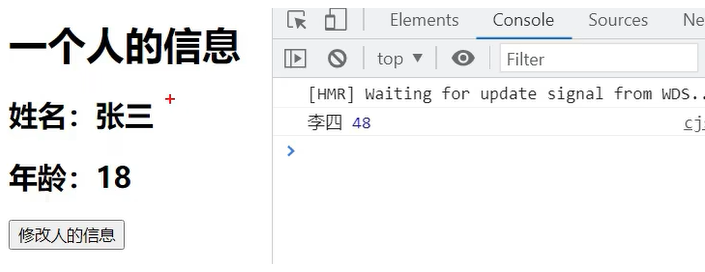 一个人的信息
姓名：张三
年龄：18
修改人的信息
Elements Console Sources Ne
top ▼ Filter
[HMR] Waiting for update signal from WDS..
李四 48 cj